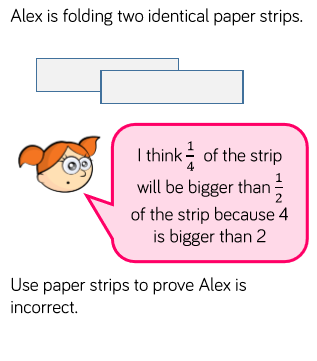 Alex is folding two identical paper strips.
I think 1/4 of the strip
will be bigger than 1/2
of the strip because 4
is bigger than 2
Use paper strips to prove Alex is
incorrect.